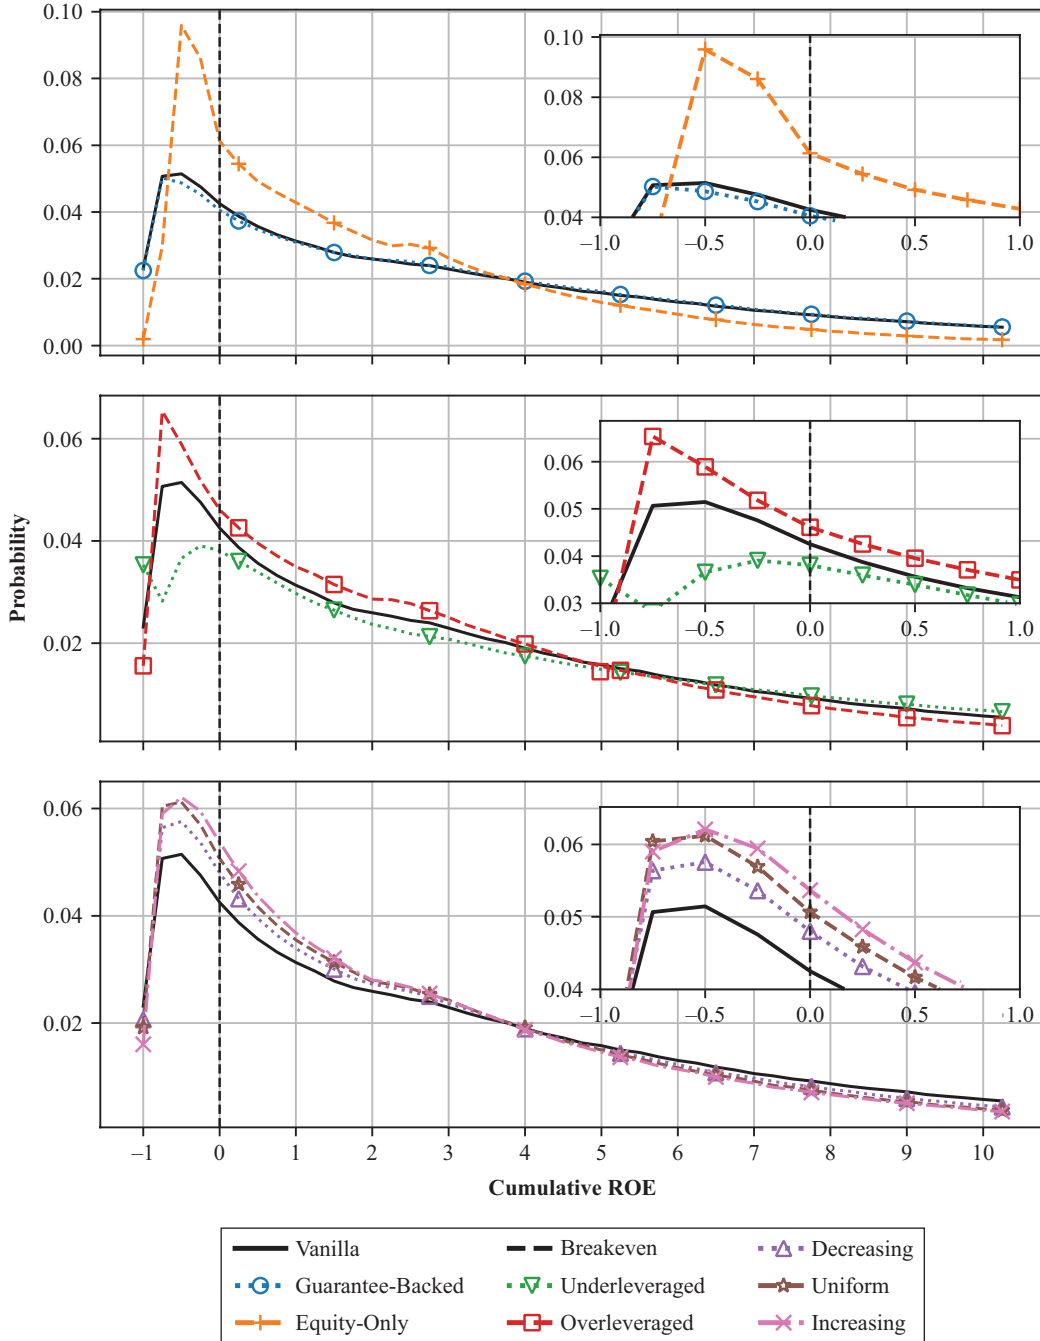 0.10
0.08
0.06
0.04
0.02
0.00
0.10
0.08
0.06
0.04
–1.0 –0.5 0.0 0.5 1.0
Probability
0.06
0.04
0.02
0.06
0.05
0.04
0.03
–1.0 –0.5 0.0 0.5 1.0
0.06
0.04
0.02
0.06
0.05
0.04
–1.0 –0.5 0.0 0.5 1.0
–1 0 1 2 3 4 5 6 7 8 9 10
Cumulative ROE
Vanilla Breakeven Decreasing
Guarantee-Backed Underleveraged Uniform
Equity-Only Overleveraged Increasing